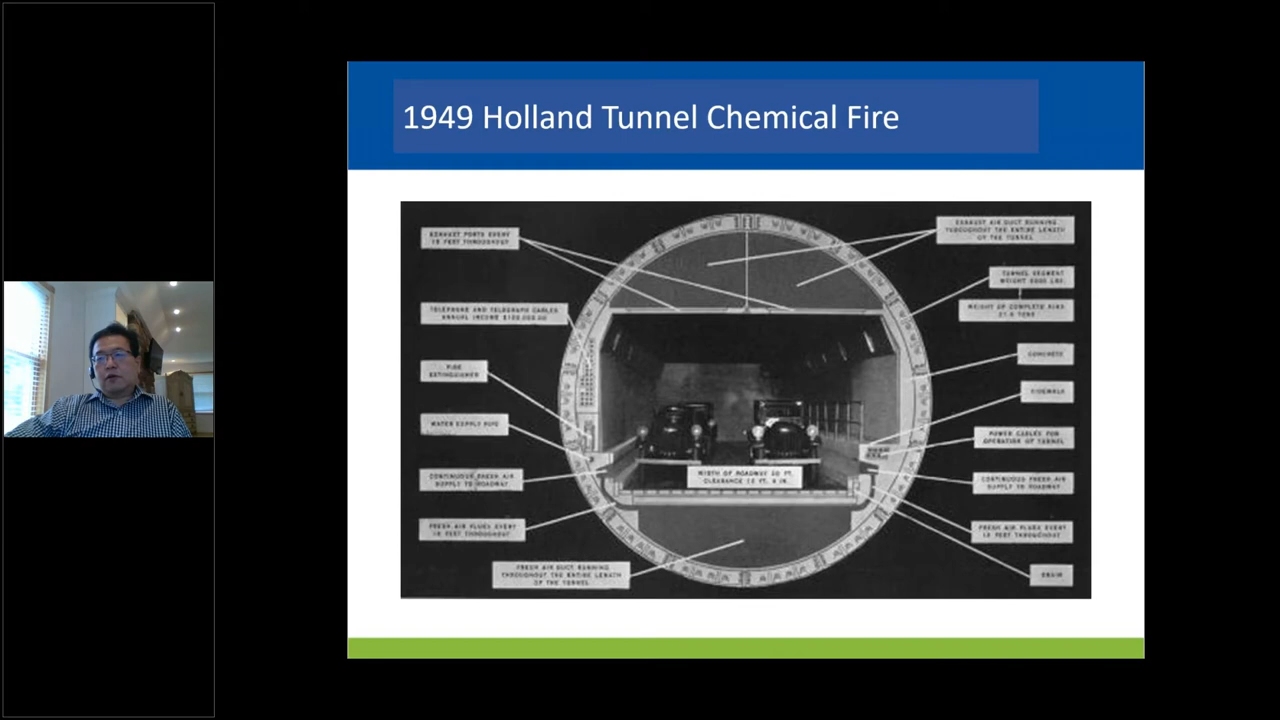 1949 Holland Tunnel Chemical Fire
EXHAUST PORTS EVERY
15 FEET THROUGHOUT
EXHAUST AIR DUCT RUNNING
THROUGHOUT THE ENTIRE LENGTH
OF THE TUNNEL
TUNNEL SEGMENT
WEIGHT LBS.
TELEPHONE AND TELEGRAPH CABLES
ANNUAL INCOME
WEIGHT OF COMPLETE RING
TONS
CONCRETE
FIRE
EXTINGUISHER
SIDEWALK
WATER SUPPLY PIPE
POWER CABLES FOR
OPERATION OF TUNNEL
WIDTH OF ROADWAY 20 FT.
CLEARANCE 13 FT. 6 IN.
CONTINUOUS FRESH AIR
SUPPLY TO ROADWAY
CONTINUOUS FRESH AIR
SUPPLY TO ROADWAY
FRESH AIR FLUES EVERY
15 FEET THROUGHOUT
FRESH AIR FLUES EVERY
15 FEET THROUGHOUT
FRESH AIR DUCT RUNNING
THROUGHOUT THE ENTIRE LENGTH
OF THE TUNNEL
DRAIN